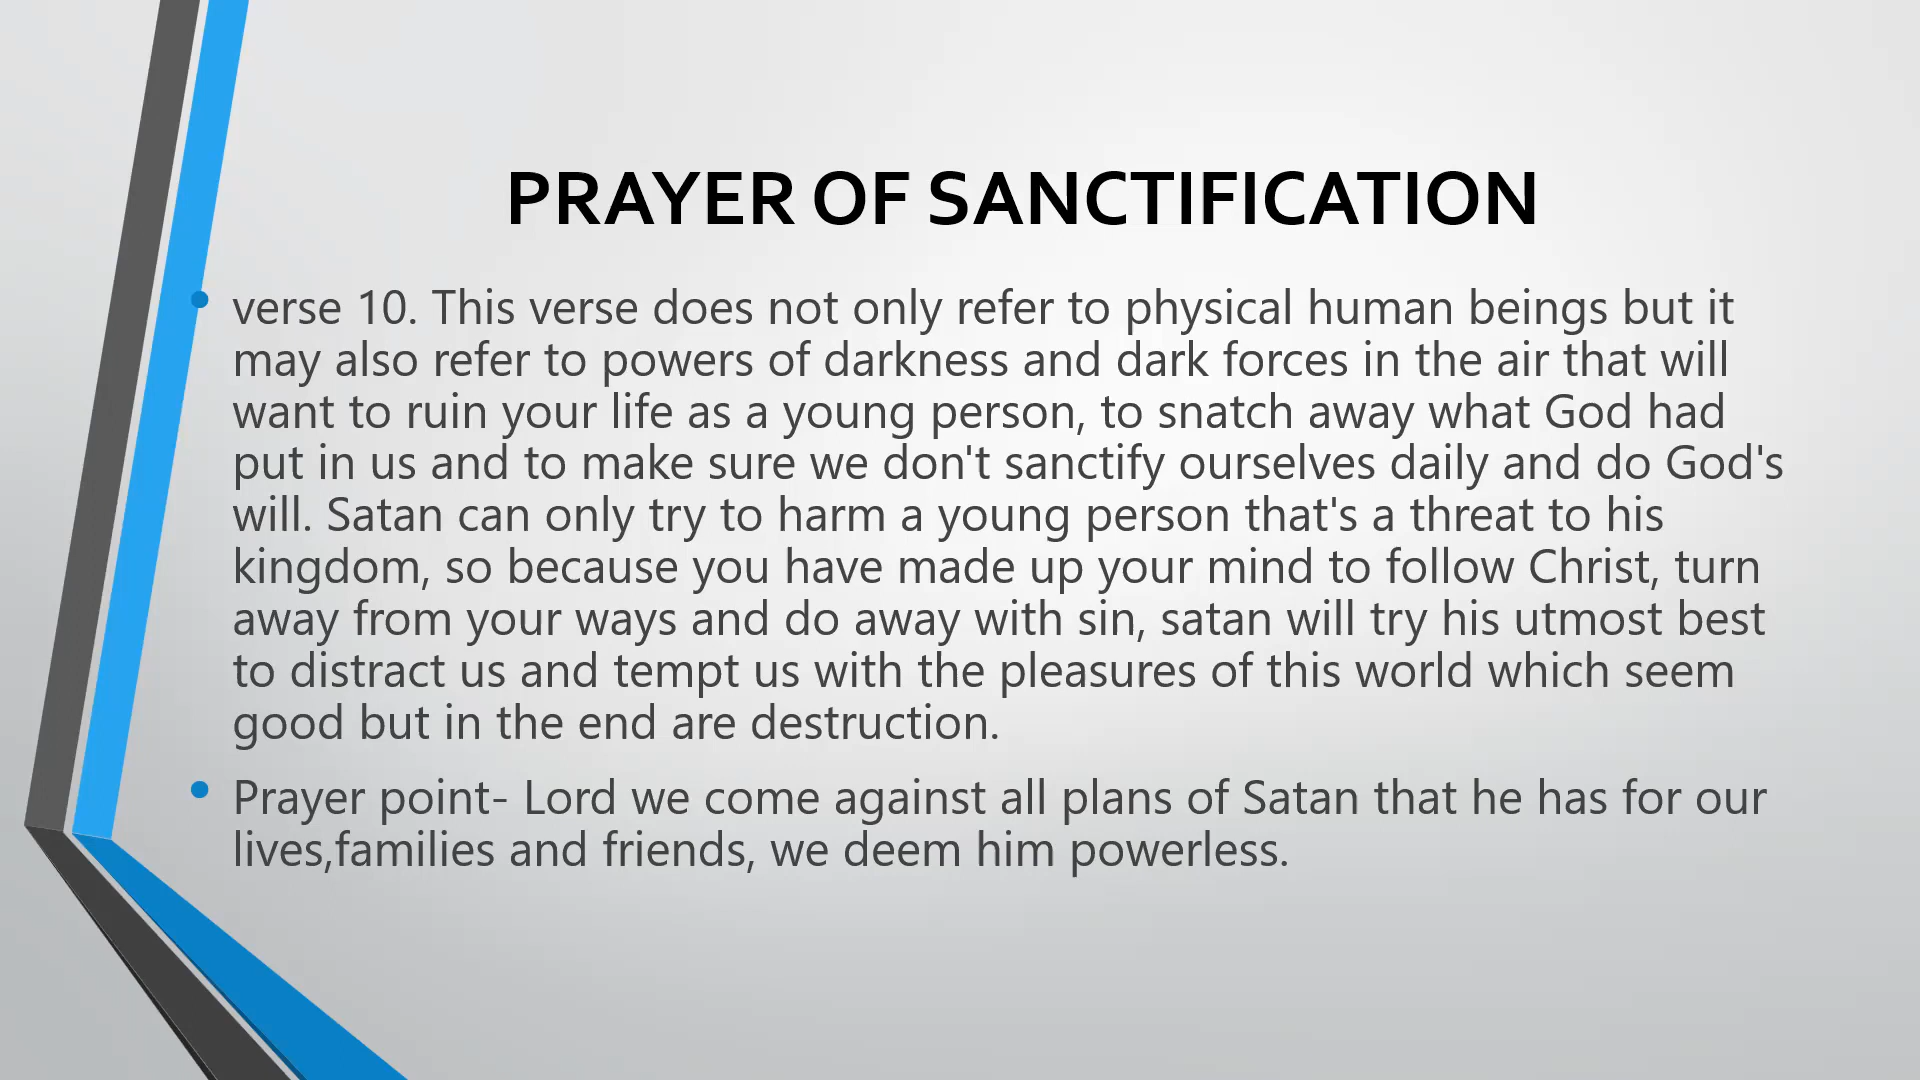 PRAYER OF SANCTIFICATION
verse 10. This verse does not only refer to physical human beings but it
may also refer to powers of darkness and dark forces in the air that will
want to ruin your life as a young person, to snatch away what God had
put in us and to make sure we don't sanctify ourselves daily and do God's
will. Satan can only try to harm a young person that's a threat to his
kingdom, so because you have made up your mind to follow Christ, turn
away from your ways and do away with sin, satan will try his utmost best
to distract us and tempt us with the pleasures of this world which seem
good but in the end are destruction.
Prayer point- Lord we come against all plans of Satan that he has for our
lives,families and friends, we deem him powerless.